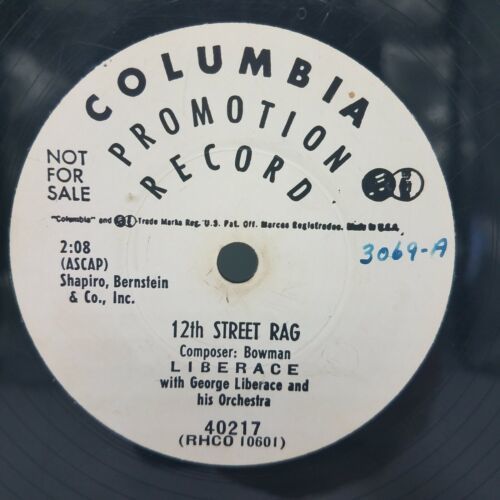 COLUMBIA
PROMOTION
RECORD
NOT
FOR
SALE
"Columbia" and Trade Marks Reg. U.S. Pat. Off. Marcas Registradas. Made in U.S.A.
2:08
(ASCAP)
Shapiro, Bernstein
& Co., Inc.
3069-A
12th STREET RAG
Composer: Bowman
LIBERACE
with George Liberace and
his Orchestra
40217
(RHCO 10601)